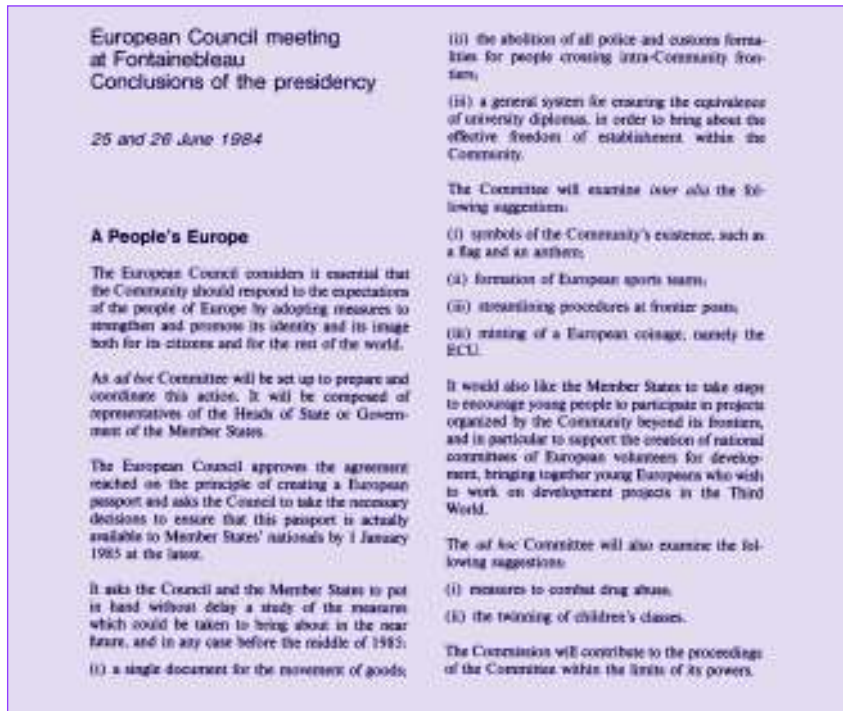 European Council meeting
at Fontainebleau
Conclusions of the presidency
25 and 26 June 1984
A People's Europe
The European Council considers it essential that
the Community should respond to the expectations
of the people of Europe by adopting measures to
strengthen and promote its identity and its image
both for its citizens and for the rest of the world.
An ad hoc Committee will be set up to prepare and
coordinate this action. It will be composed of
representatives of the Heads of State or Govern-
ment of the Member States.
The European Council approves the agreement
reached on the principle of creating a European
passport and asks the Council to take the necessary
decisions to ensure that this passport is actually
available to Member States' nationals by 1 January
1985 at the latest.
It asks the Council and the Member States to put
in hand without delay a study of the measures
which could be taken to bring about in the near
future, and in any case before the middle of 1985:
(i) a single document for the movement of goods;
(ii) the abolition of all police and customs forma-
lities for people crossing intra-Community fron-
tiers;
(iii) a general system for ensuring the equivalence
of university diplomas, in order to bring about the
effective freedom of establishment within the
Community.
The Committee will examine inter alia the fol-
lowing suggestions:
(i) symbols of the Community's existence, such as
a flag and an anthem;
(ii) formation of European sports teams;
(iii) streamlining procedures at frontier posts;
(iiii) minting of a European coinage, namely the
ECU.
It would also like the Member States to take steps
to encourage young people to participate in projects
organized by the Community beyond its frontiers,
and in particular to support the creation of national
committees of European volunteers for develop-
ment, bringing together young Europeans who wish
to work on development projects in the Third
World.
The ad hoc Committee will also examine the fol-
lowing suggestions:
(i) measures to combat drug abuse;
(ii) the twinning of children's classes.
The Commission will contribute to the proceedings
of the Committee within the limits of its powers.